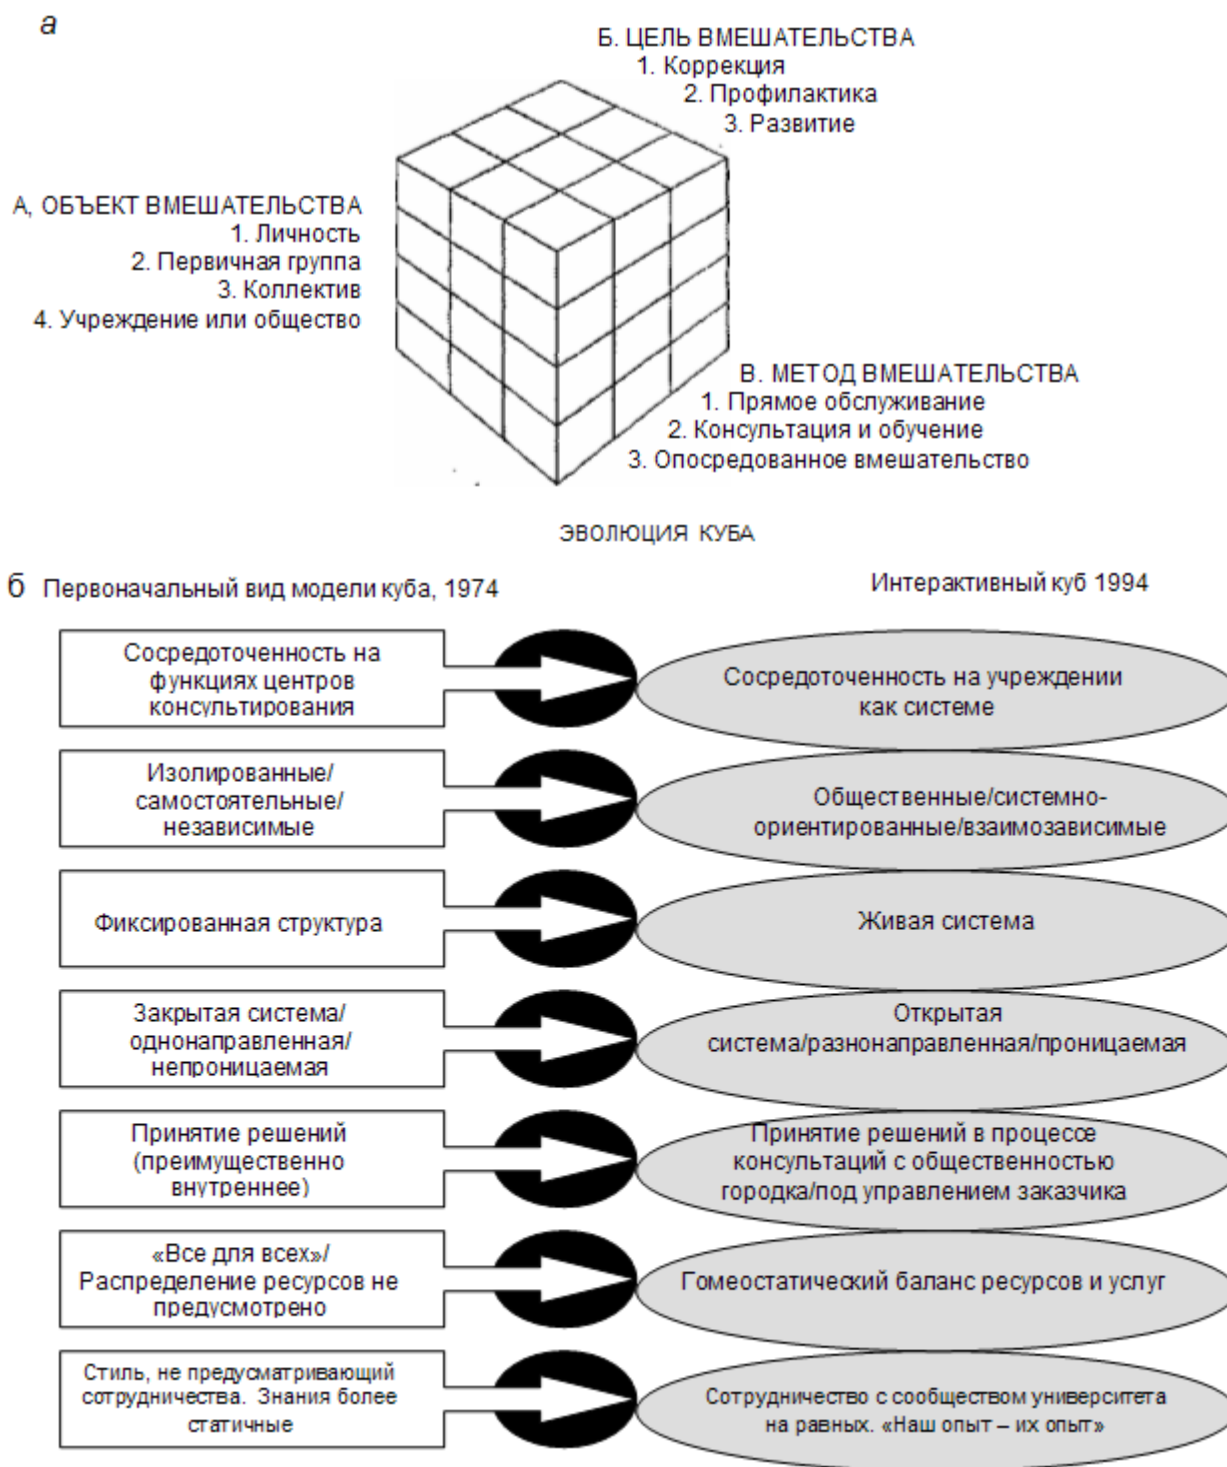 а
Б. ЦЕЛЬ ВМЕШАТЕЛЬСТВА
1. Коррекция
2. Профилактика
3. Развитие
А, ОБЪЕКТ ВМЕШАТЕЛЬСТВА
1. Личность
2. Первичная группа
3. Коллектив
4. Учреждение или общество
В. МЕТОД ВМЕШАТЕЛЬСТВА
1. Прямое обслуживание
2. Консультация и обучение
3. Опосредованное вмешательство
ЭВОЛЮЦИЯ КУБА
б Первоначальный вид модели куба, 1974
Интерактивный куб 1994
Сосредоточенность на
функциях центров
консультирования
Сосредоточенность на учреждении
как системе
Изолированные/
самостоятельные/
независимые
Общественные/системно-
ориентированные/взаимозависимые
Фиксированная структура
Живая система
Закрытая система/
однонаправленная/
непроницаемая
Открытая
система/разнонаправленная/проницаемая
Принятие решений
(преимущественно
внутреннее)
Принятие решений в процессе
консультаций с общественностью
городка/под управлением заказчика
«Все для всех»/
Распределение ресурсов не
предусмотрено
Гомеостатический баланс ресурсов и услуг
Стиль, не предусматривающий
сотрудничества. Знания более
статичные
Сотрудничество с сообществом университета
на равных. «Наш опыт – их опыт»